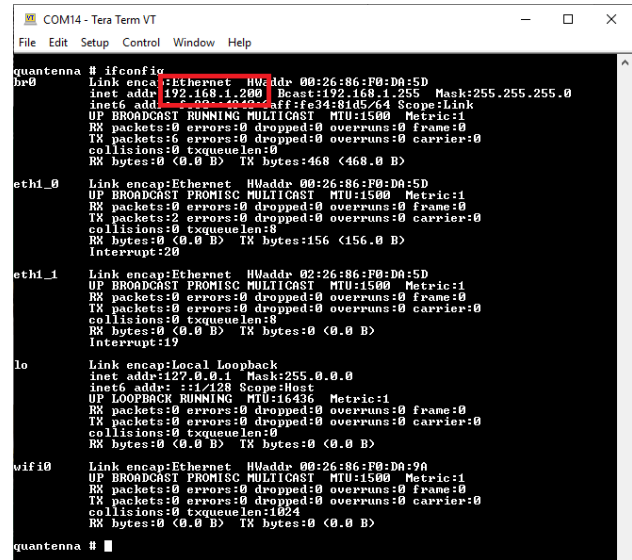 COM14 - Tera Term VT
File Edit Setup Control Window Help
quantenna # ifconfig
br0 Link encap:Ethernet HWaddr 00:26:86:F0:DA:5D
inet addr:192.168.1.200 Bcast:192.168.1.255 Mask:255.255.255.0
inet6 aff:fe34:81d5/64 Scope:Link
UP BROADCAST RUNNING MULTICAST MTU:1500 Metric:1
RX packets:0 errors:0 dropped:0 overruns:0 frame:0
TX packets:6 errors:0 dropped:0 overruns:0 carrier:0
collisions:0 txqueuelen:0
RX bytes:0 (0.0 B) TX bytes:468 (468.0 B)
eth1_0 Link encap:Ethernet HWaddr 00:26:86:F0:DA:5D
UP BROADCAST PROMISC MULTICAST MTU:1500 Metric:1
RX packets:0 errors:0 dropped:0 overruns:0 frame:0
TX packets:2 errors:0 dropped:0 overruns:0 carrier:0
collisions:0 txqueuelen:8
RX bytes:0 (0.0 B) TX bytes:156 (156.0 B)
Interrupt:20
eth1_1 Link encap:Ethernet HWaddr 02:26:86:F0:DA:5D
UP BROADCAST PROMISC MULTICAST MTU:1500 Metric:1
RX packets:0 errors:0 dropped:0 overruns:0 frame:0
TX packets:0 errors:0 dropped:0 overruns:0 carrier:0
collisions:0 txqueuelen:8
RX bytes:0 (0.0 B) TX bytes:0 (0.0 B)
Interrupt:19
lo Link encap:Local Loopback
inet addr:127.0.0.1 Mask:255.0.0.0
inet6 addr: ::1/128 Scope:Host
UP LOOPBACK RUNNING MTU:16436 Metric:1
RX packets:0 errors:0 dropped:0 overruns:0 frame:0
TX packets:0 errors:0 dropped:0 overruns:0 carrier:0
collisions:0 txqueuelen:0
RX bytes:0 (0.0 B) TX bytes:0 (0.0 B)
wifi0 Link encap:Ethernet HWaddr 00:26:86:F0:DA:9A
UP BROADCAST RUNNING MULTICAST MTU:1500 Metric:1
RX packets:0 errors:0 dropped:0 overruns:0 frame:0
TX packets:0 errors:0 dropped:0 overruns:0 carrier:0
collisions:0 txqueuelen:1024
RX bytes:0 (0.0 B) TX bytes:0 (0.0 B)
quantenna #